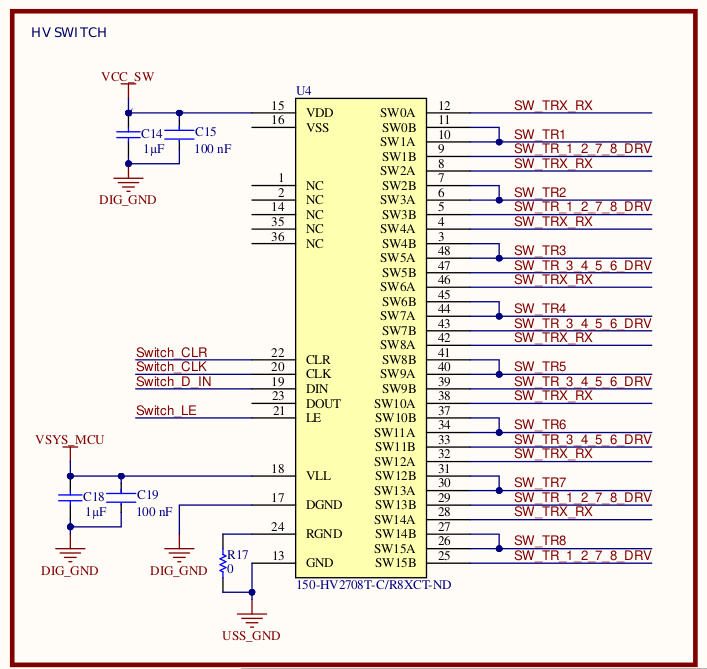 HV SWITCH
VCC_SW
C14
1µF
C15
100 nF
DIG_GND
U4
15 VDD SW0A 12 SW_TRX_RX
16 VSS SW0B 11
SW1A 10 SW_TR1
SW1B 9 SW_TR_1_2_7_8_DRV
SW2A 8 SW_TRX_RX
1 NC SW2B 7
2 NC SW3A 6 SW_TR2
14 NC SW3B 5 SW_TR_1_2_7_8_DRV
35 NC SW4A 4 SW_TRX_RX
36 NC SW4B 3
SW5A 48 SW_TR3
SW5B 47 SW_TR_3_4_5_6_DRV
SW6A 46 SW_TRX_RX
SW6B 45
SW7A 44 SW_TR4
SW7B 43 SW_TR_3_4_5_6_DRV
SW8A 42 SW_TRX_RX
Switch_CLR 22 CLR SW8B 41
Switch_CLK 20 CLK SW9A 40 SW_TR5
Switch_D_IN 19 DIN SW9B 39 SW_TR_3_4_5_6_DRV
23 DOUT SW10A 38 SW_TRX_RX
Switch_LE 21 LE SW10B 37
SW11A 34 SW_TR6
SW11B 33 SW_TR_3_4_5_6_DRV
SW12A 32 SW_TRX_RX
VSYS_MCU
18 VLL SW12B 31
SW13A 30 SW_TR7
17 DGND SW13B 29 SW_TR_1_2_7_8_DRV
SW14A 28 SW_TRX_RX
24 RGND SW14B 27
SW15A 26 SW_TR8
13 GND SW15B 25 SW_TR_1_2_7_8_DRV
C18
1µF
C19
100 nF
DIG_GND
DIG_GND
R17
0
150-HV2708T-C/R8XCT-ND
USS_GND